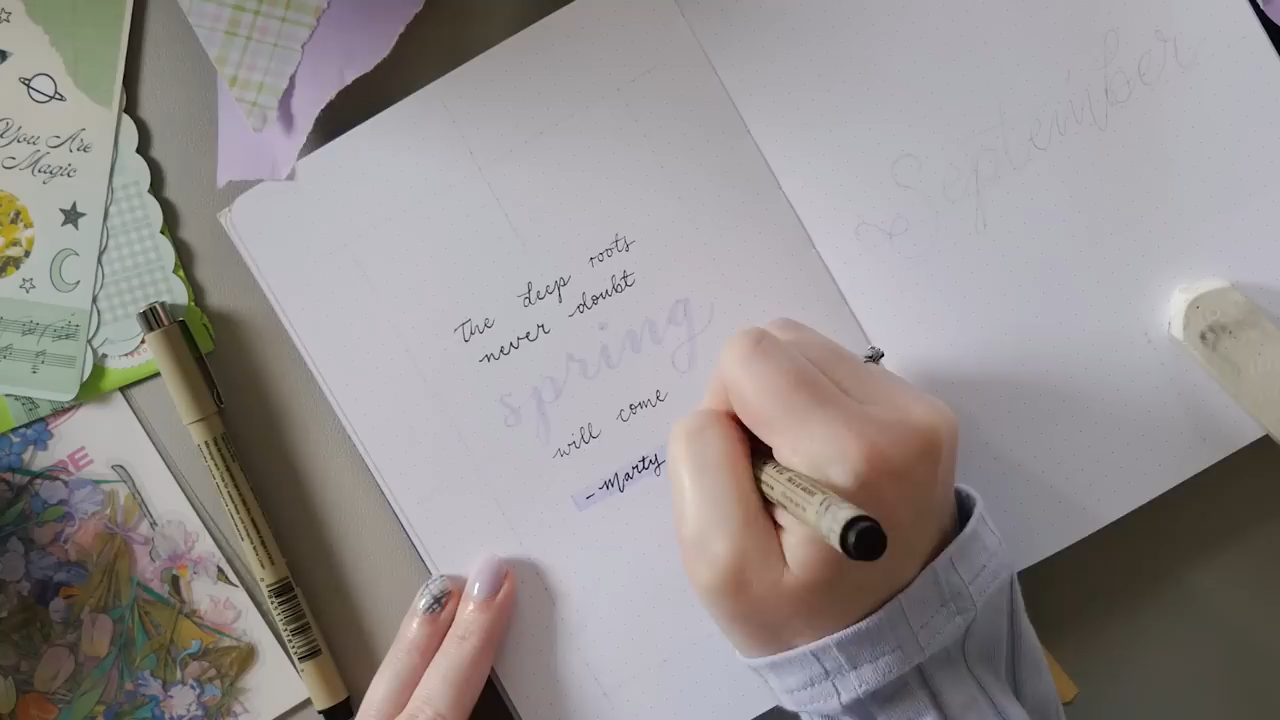 You Are
Magic
The deep roots
never doubt
spring
will come
-Marty
September